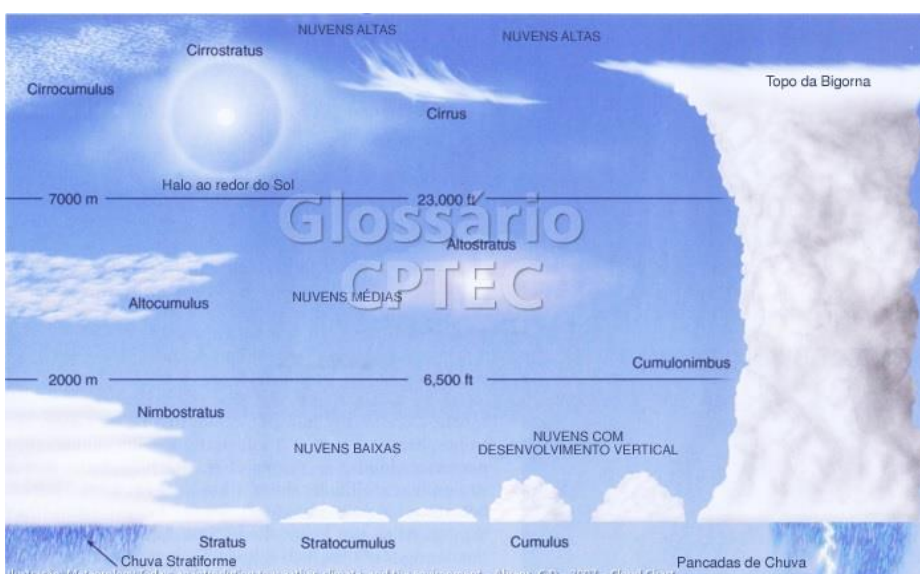 NUVENS ALTAS
NUVENS ALTAS
Cirrostratus
Topo da Bigorna
Cirrocumulus
Cirrus
Halo ao redor do Sol
7000 m
23,000 ft
Glossário
CPTEC
Altostratus
NUVENS MÉDIAS
Altocumulus
Cumulonimbus
2000 m
6,500 ft
Nimbostratus
NUVENS BAIXAS
NUVENS COM
DESENVOLVIMENTO VERTICAL
Stratus
Stratocumulus
Cumulus
Chuva Stratiforme
Pancadas de Chuva